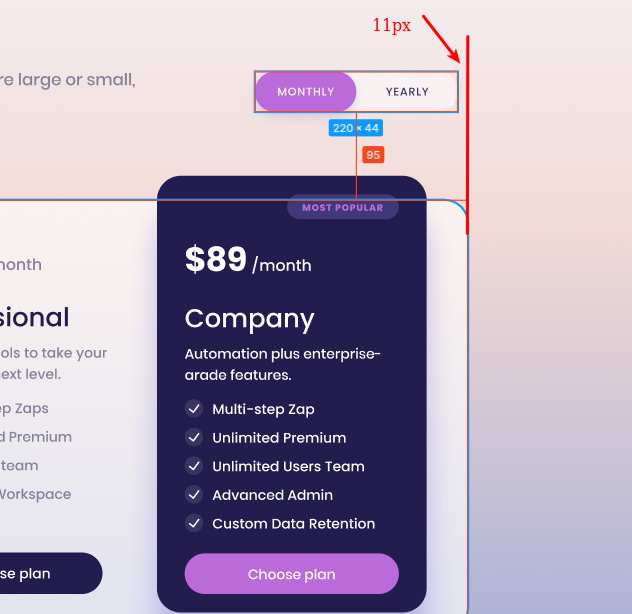 11px
re large or small,
MONTHLY
YEARLY
220 × 44
95
MOST POPULAR
$89 /month
nonth
sional
Company
ols to take your
next level.
Automation plus enterprise-
arade features.
ep Zaps
d Premium
team
Workspace
Multi-step Zap
Unlimited Premium
Unlimited Users Team
Advanced Admin
Custom Data Retention
se plan
Choose plan